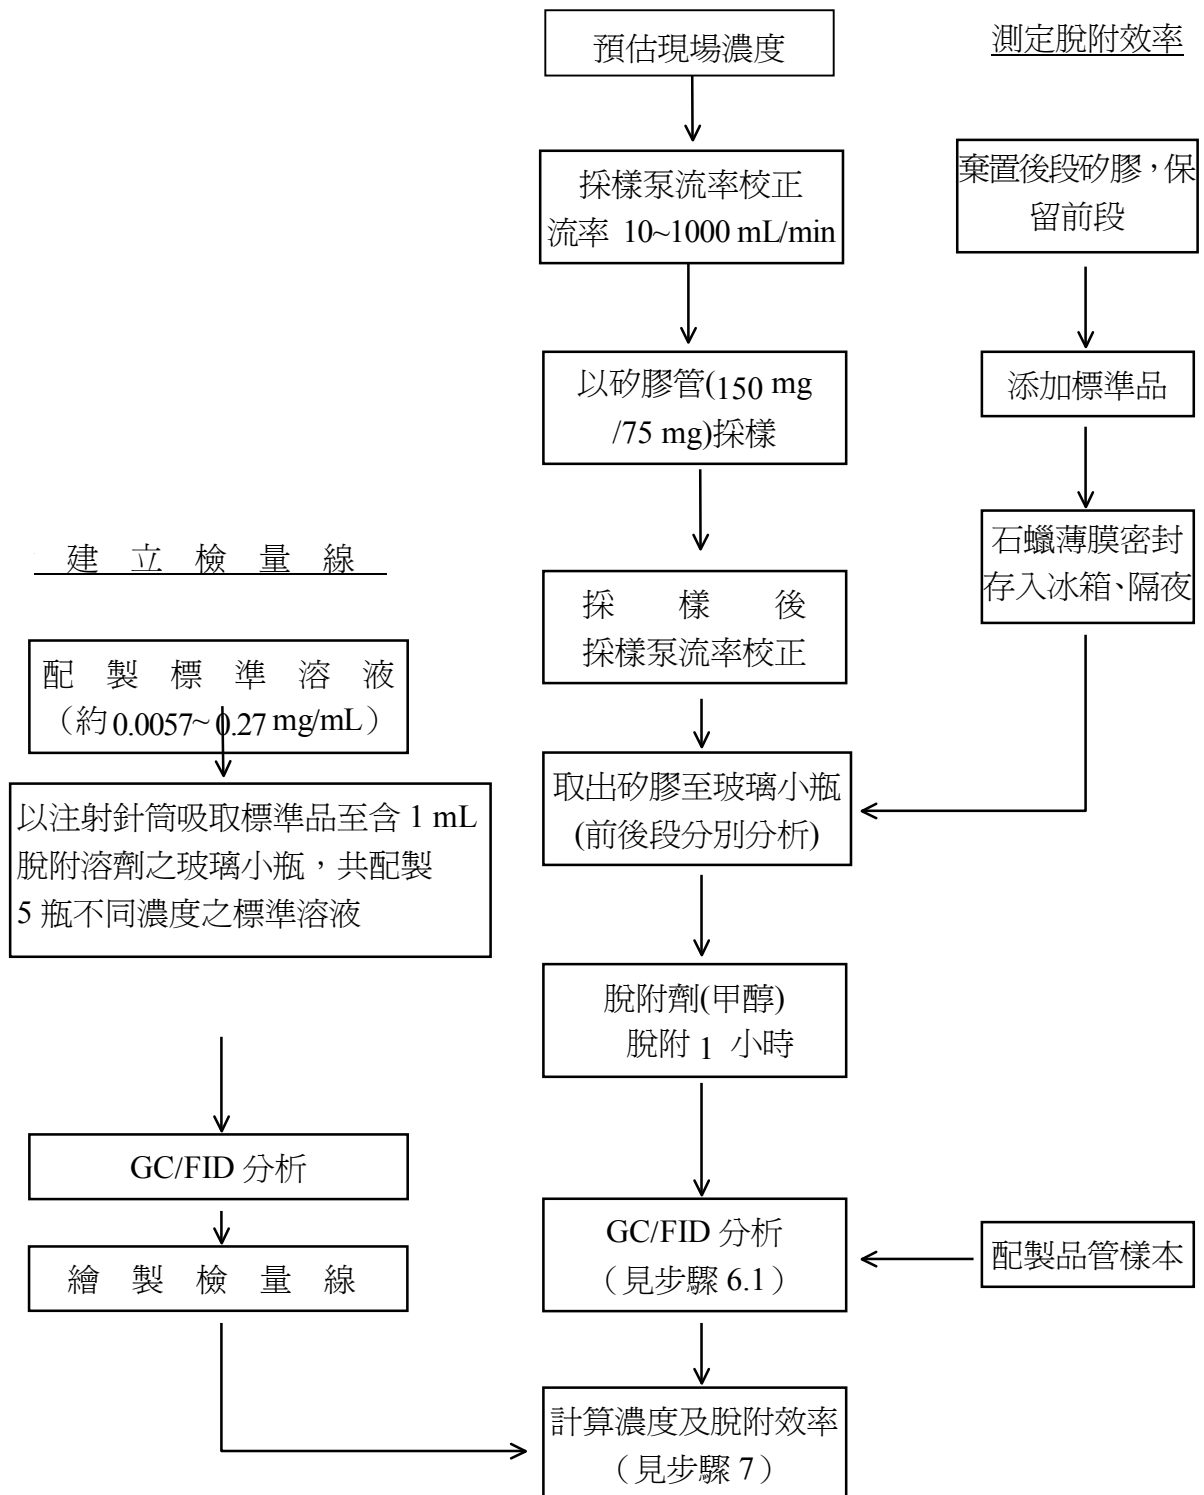 預估現場濃度
採樣泵流率校正
流率 10~1000 mL/min
以矽膠管(150 mg
/75 mg)採樣
採樣後
採樣泵流率校正
取出矽膠至玻璃小瓶
(前後段分別分析)
脫附劑(甲醇)
脫附 1 小時
GC/FID 分析
（見步驟 6.1）
計算濃度及脫附效率
（見步驟 7）
測定脫附效率
棄置後段矽膠，保
留前段
添加標準品
石蠟薄膜密封
存入冰箱、隔夜
配製品管樣本
建立檢量線
配製標準溶液
（約 0.0057~ 0.27 mg/mL）
以注射針筒吸取標準品至含 1 mL
脫附溶劑之玻璃小瓶，共配製
5 瓶不同濃度之標準溶液
GC/FID 分析
繪製檢量線